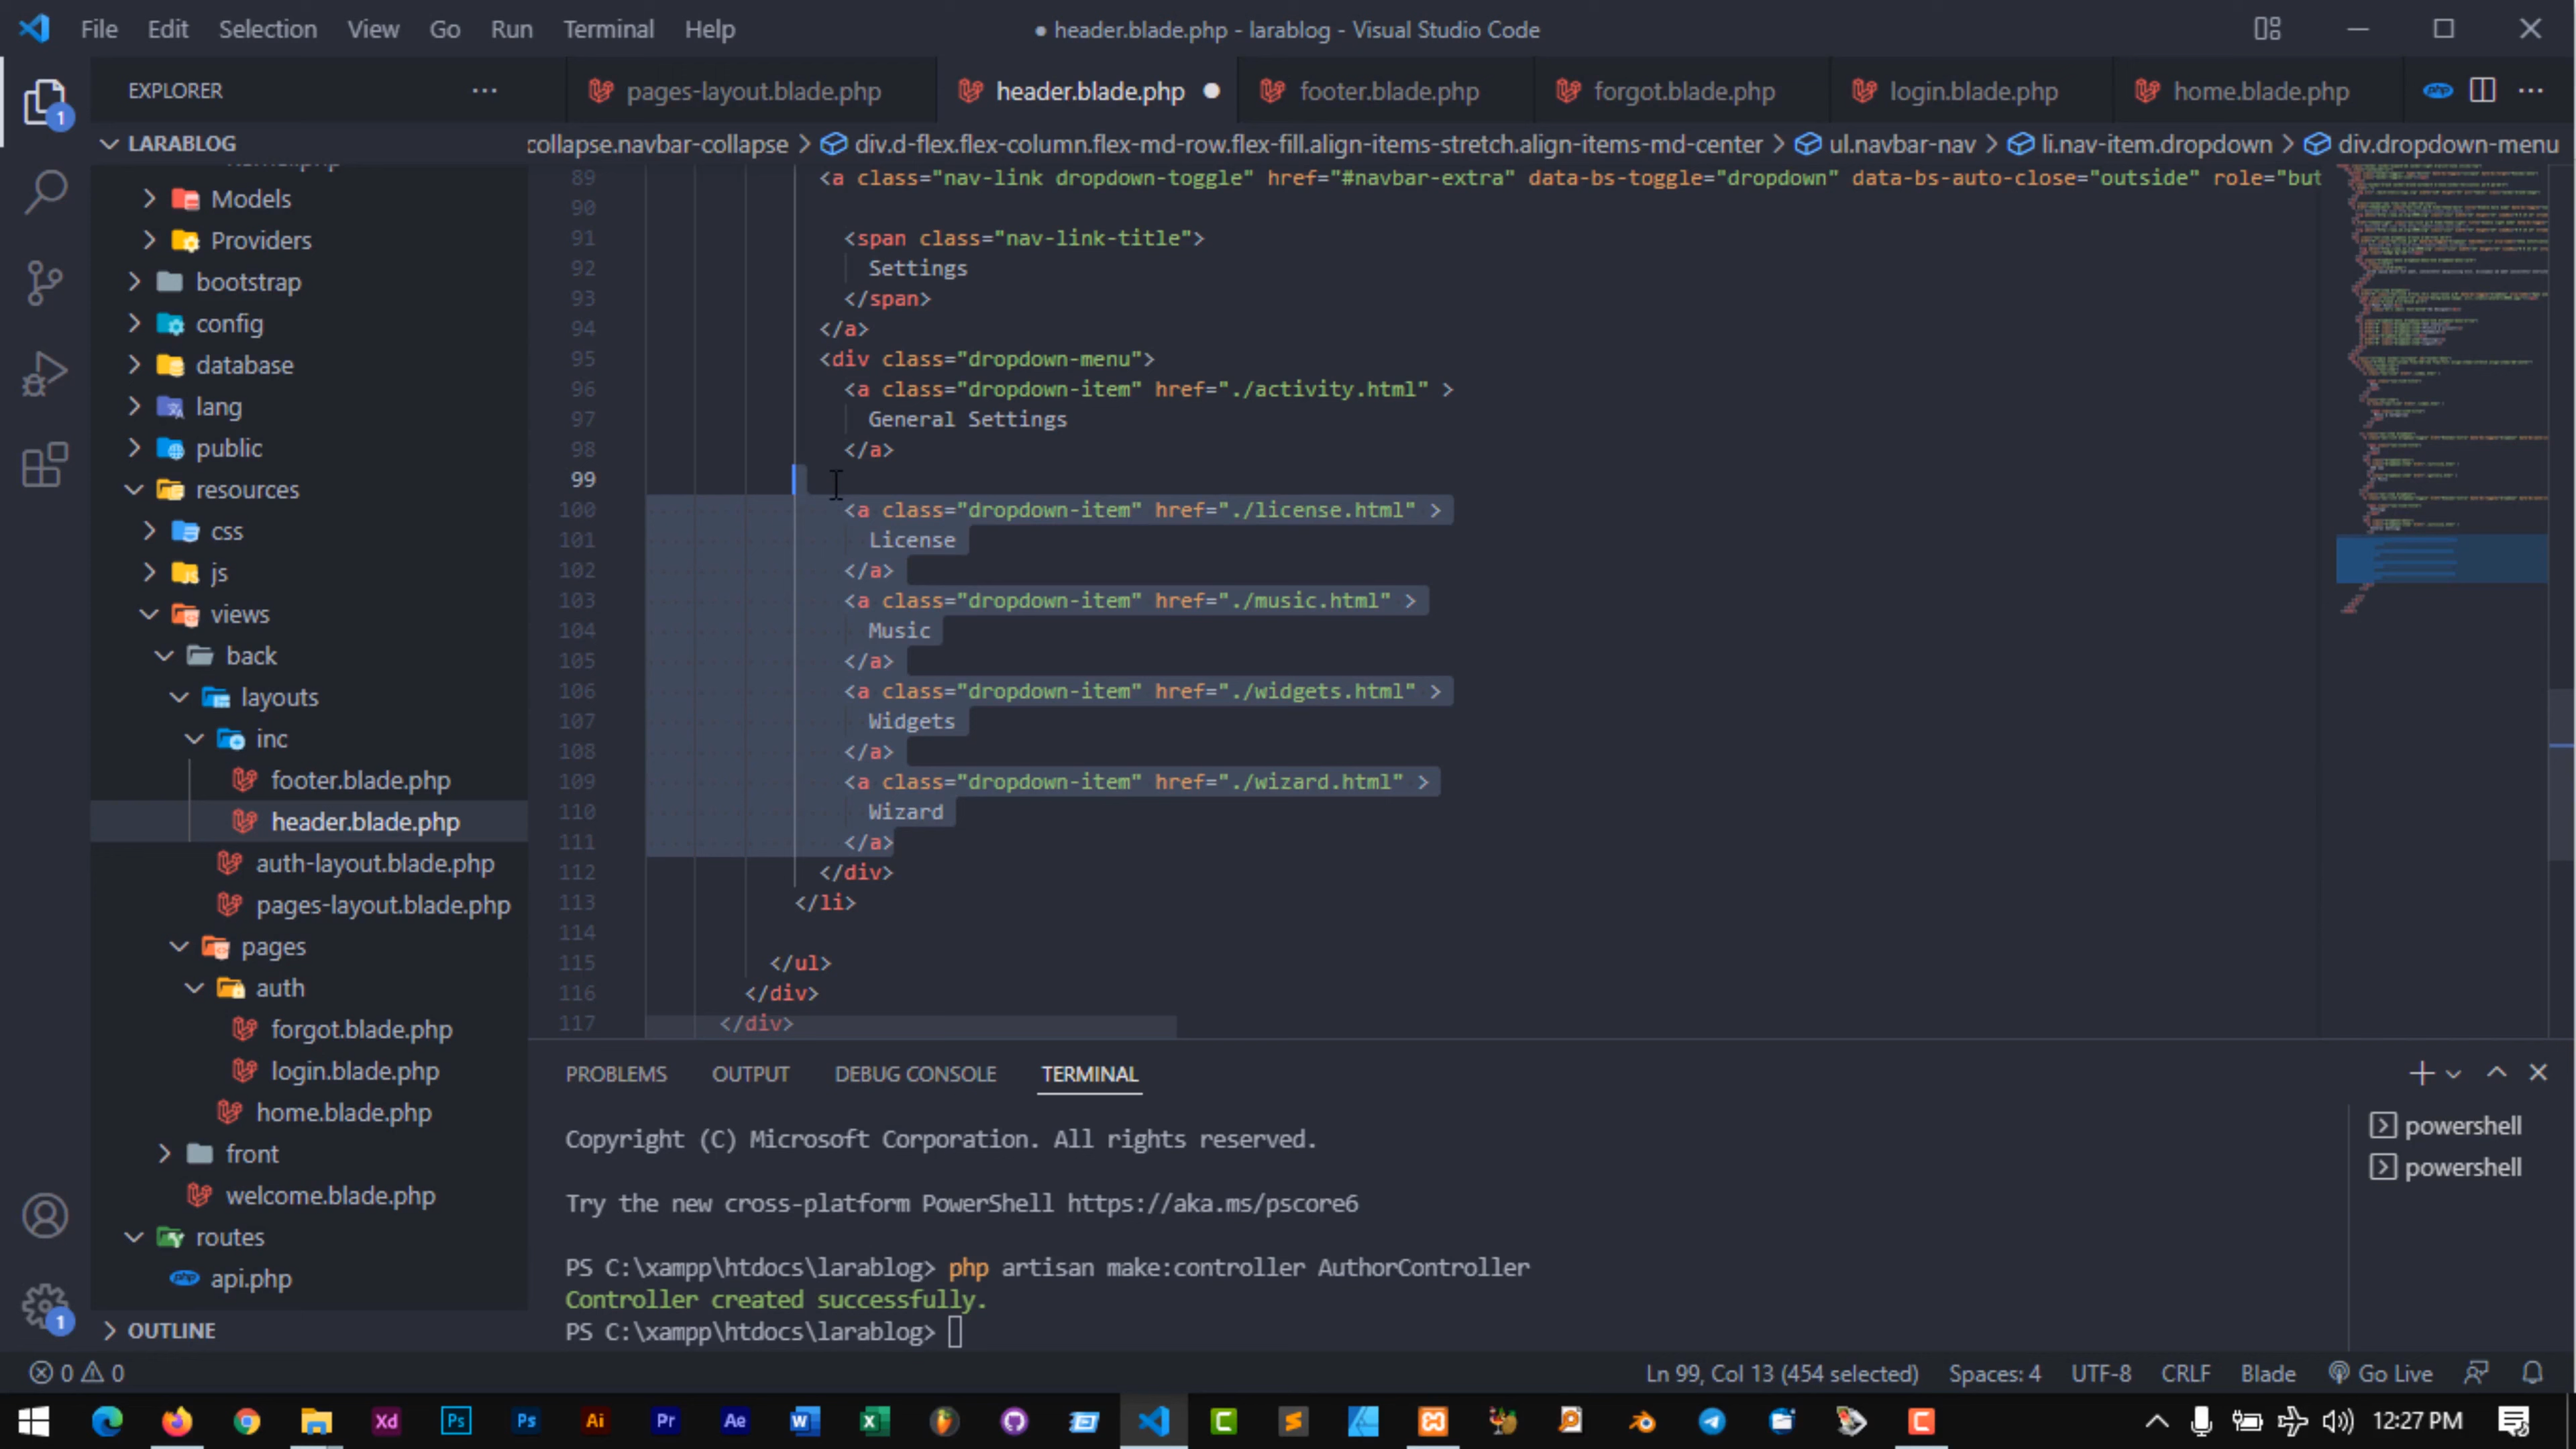 File Edit Selection View Go Run Terminal Help
● header.blade.php - larablog - Visual Studio Code
EXPLORER
pages-layout.blade.php
header.blade.php
footer.blade.php
forgot.blade.php
login.blade.php
home.blade.php
LARABLOG
collapse.navbar-collapse > div.d-flex.flex-column.flex-md-row.flex-fill.align-items-stretch.align-items-md-center > ul.navbar-nav > li.nav-item.dropdown > div.dropdown-menu
Models
Providers
bootstrap
config
database
lang
public
resources
css
js
views
back
layouts
inc
footer.blade.php
header.blade.php
auth-layout.blade.php
pages-layout.blade.php
pages
auth
forgot.blade.php
login.blade.php
home.blade.php
front
welcome.blade.php
routes
api.php
OUTLINE
89 <a class="nav-link dropdown-toggle" href="#navbar-extra" data-bs-toggle="dropdown" data-bs-auto-close="outside" role="but
90
91 <span class="nav-link-title">
92 Settings
93 </span>
94 </a>
95 <div class="dropdown-menu">
96 <a class="dropdown-item" href="./activity.html" >
97 General Settings
98 </a>
99
100 <a class="dropdown-item" href="./license.html" >
101 License
102 </a>
103 <a class="dropdown-item" href="./music.html" >
104 Music
105 </a>
106 <a class="dropdown-item" href="./widgets.html" >
107 Widgets
108 </a>
109 <a class="dropdown-item" href="./wizard.html" >
110 Wizard
111 </a>
112 </div>
113 </li>
114
115 </ul>
116 </div>
117 </div>
PROBLEMS OUTPUT DEBUG CONSOLE TERMINAL
Copyright (C) Microsoft Corporation. All rights reserved.
Try the new cross-platform PowerShell https://aka.ms/pscore6
PS C:\xampp\htdocs\larablog> php artisan make:controller AuthorController
Controller created successfully.
PS C:\xampp\htdocs\larablog>
powershell
powershell
0 0
Ln 99, Col 13 (454 selected) Spaces: 4 UTF-8 CRLF Blade Go Live
12:27 PM